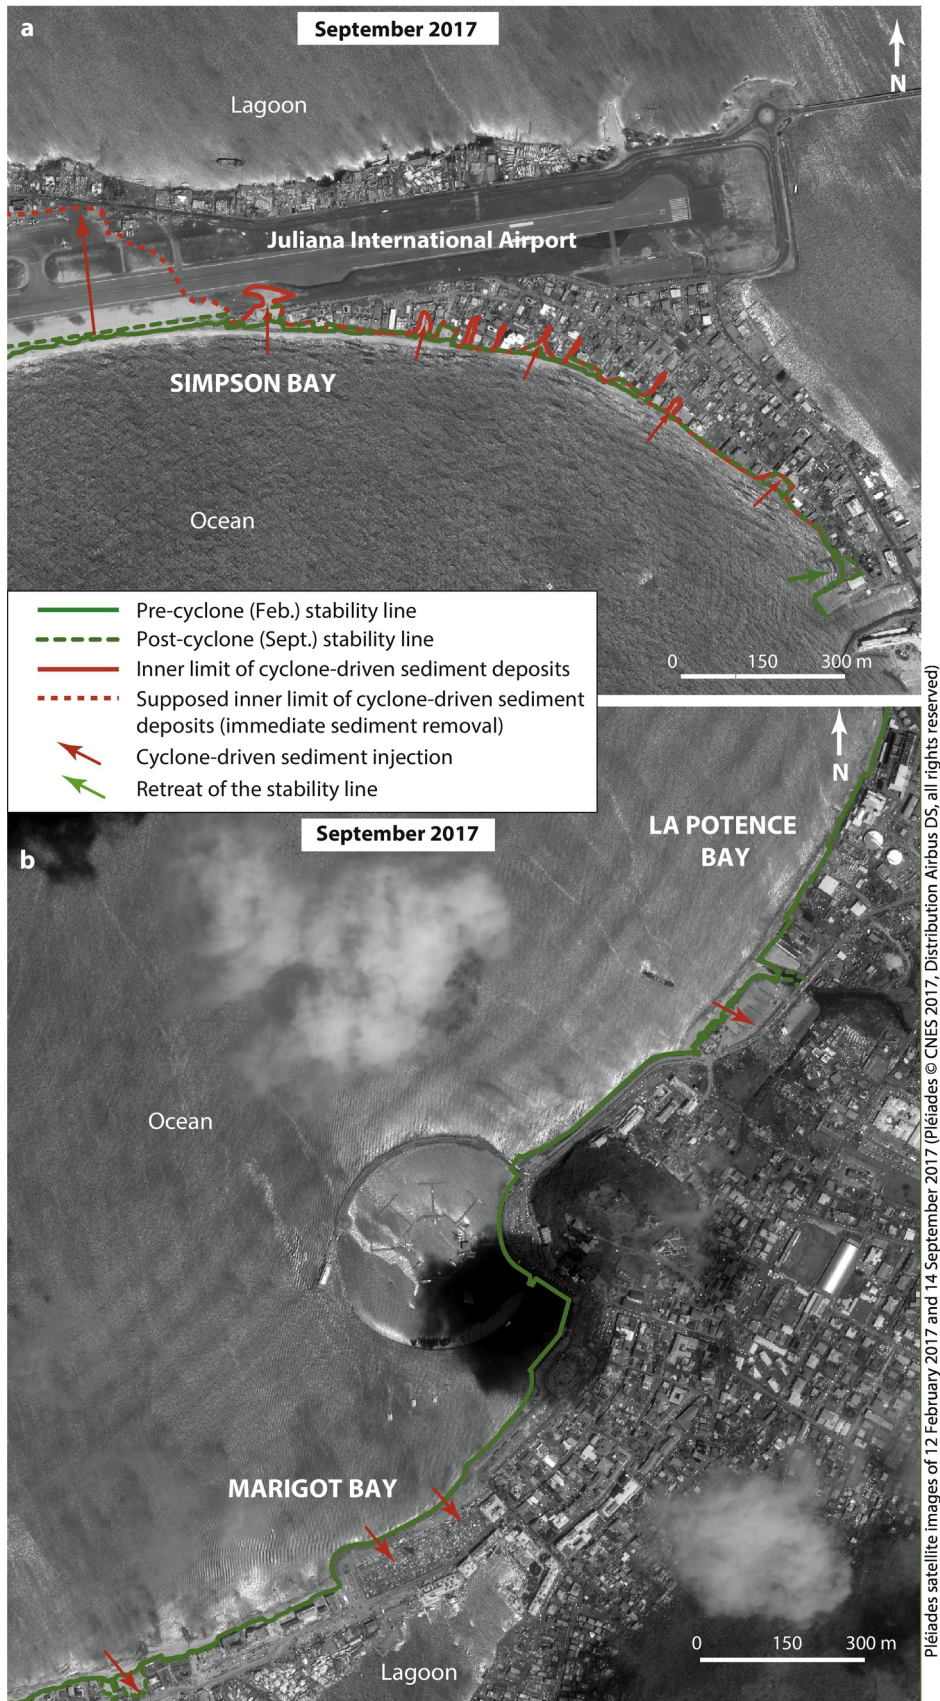 a
September 2017
N
Lagoon
Juliana International Airport
SIMPSON BAY
Ocean
0 150 300 m
Pre-cyclone (Feb.) stability line
Post-cyclone (Sept.) stability line
Inner limit of cyclone-driven sediment deposits
Supposed inner limit of cyclone-driven sediment
deposits (immediate sediment removal)
Cyclone-driven sediment injection
Retreat of the stability line
b
September 2017
N
LA POTENCE
BAY
Ocean
MARIGOT BAY
Lagoon
0 150 300 m
Pléiades satellite images of 12 February 2017 and 14 September 2017 (Pléiades © CNES 2017, Distribution Airbus DS, all rights reserved)